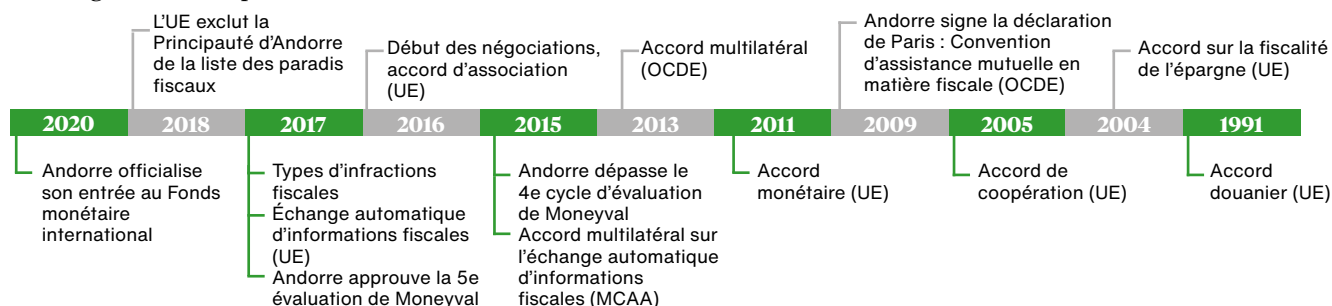 L'UE exclut la
Principauté d'Andorre
de la liste des paradis
fiscaux
Début des négociations,
accord d'association
(UE)
Accord multilatéral
(OCDE)
Andorre signe la déclaration
de Paris : Convention
d'assistance mutuelle en
matière fiscale (OCDE)
Accord sur la fiscalité
de l'épargne (UE)
2020 2018 2017 2016 2015 2013 2011 2009 2005 2004 1991
Andorre officialise
son entrée au Fonds
monétaire
international
Types d'infractions
fiscales
Échange automatique
d'informations fiscales
(UE)
Andorre approuve la 5e
évaluation de Moneyval
Andorre dépasse le
4e cycle d'évaluation
de Moneyval
Accord multilatéral sur
l'échange automatique
d'informations
fiscales (MCAA)
Accord
monétaire (UE)
Accord de
coopération (UE)
Accord
douanier (UE)